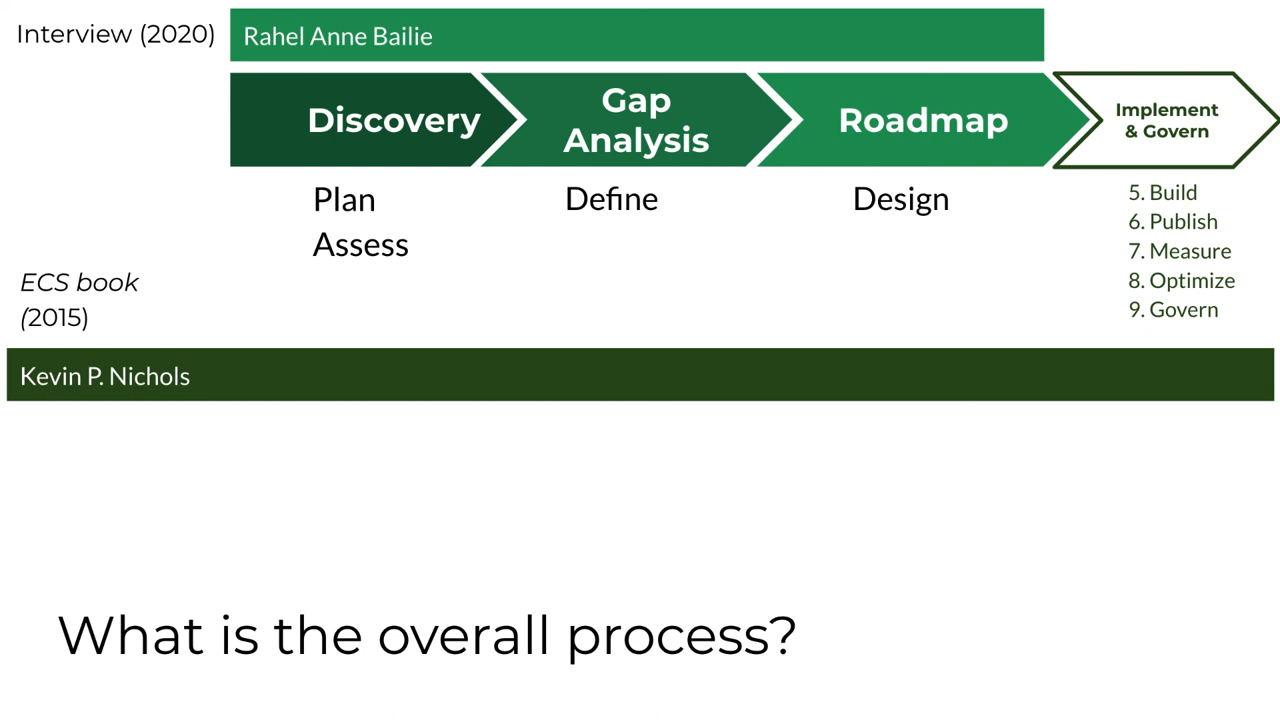 Interview (2020)
Rahel Anne Bailie
Discovery
Gap
Analysis
Roadmap
Implement
& Govern
Plan
Assess
Define
Design
5. Build
6. Publish
7. Measure
8. Optimize
9. Govern
ECS book
(2015)
Kevin P. Nichols
What is the overall process?